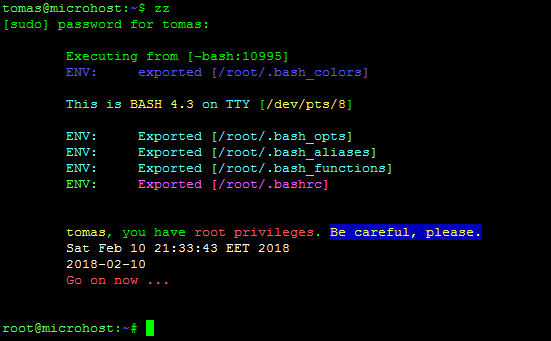 tomas@microhost:~$ zz
[sudo] password for tomas:
Executing from [-bash:10995]
ENV: exported [/root/.bash_colors]
This is BASH 4.3 on TTY [/dev/pts/8]
ENV: Exported [/root/.bash_opts]
ENV: Exported [/root/.bash_aliases]
ENV: Exported [/root/.bash_functions]
ENV: Exported [/root/.bashrc]
tomas, you have root privileges. Be careful, please.
Sat Feb 10 21:33:43 EET 2018
2018-02-10
Go on now ...
root@microhost:~#